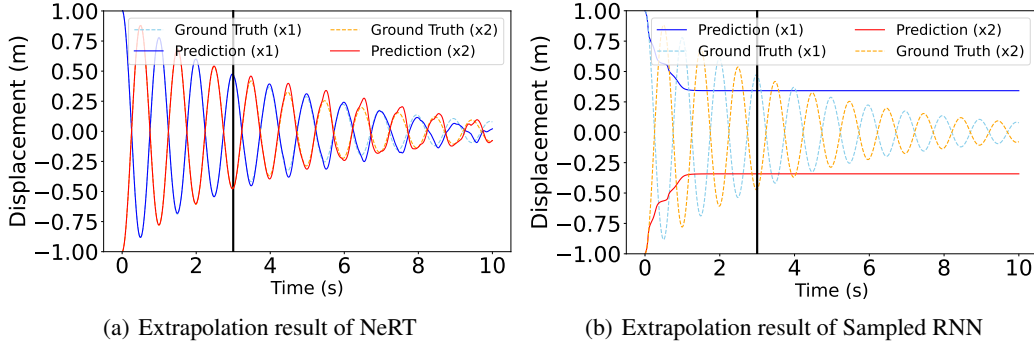 Displacement (m)
1.00
0.75
0.50
0.25
0.00
−0.25
−0.50
−0.75
−1.00
Ground Truth (x1)
Prediction (x1)
Ground Truth (x2)
Prediction (x2)
0 2 4 6 8 10
Time (s)
(a) Extrapolation result of NeRT
Displacement (m)
1.00
0.75
0.50
0.25
0.00
−0.25
−0.50
−0.75
−1.00
Prediction (x1)
Ground Truth (x1)
Prediction (x2)
Ground Truth (x2)
0 2 4 6 8 10
Time (s)
(b) Extrapolation result of Sampled RNN